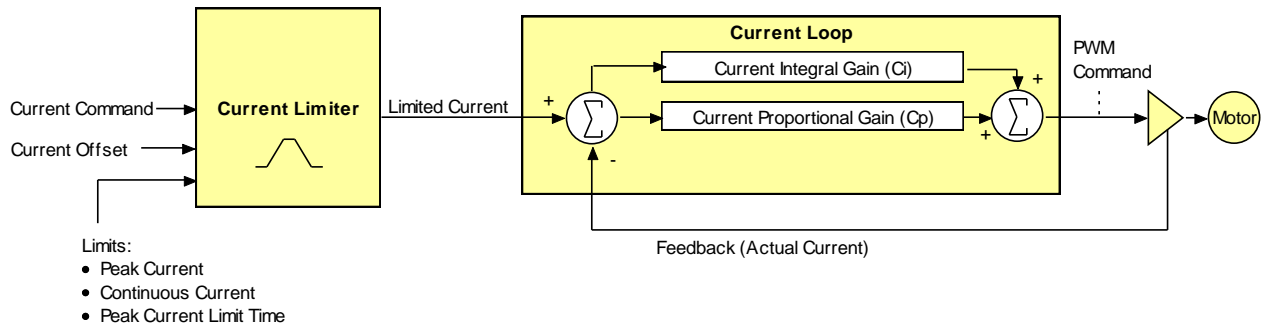 Current Loop
PWM
Command
Current Integral Gain (Ci)
+
Current Command
Current Limiter
Limited Current
+
∑
Current Proportional Gain (Cp)
+
∑
Motor
Current Offset
-
Limits:
• Peak Current
• Continuous Current
• Peak Current Limit Time
Feedback (Actual Current)